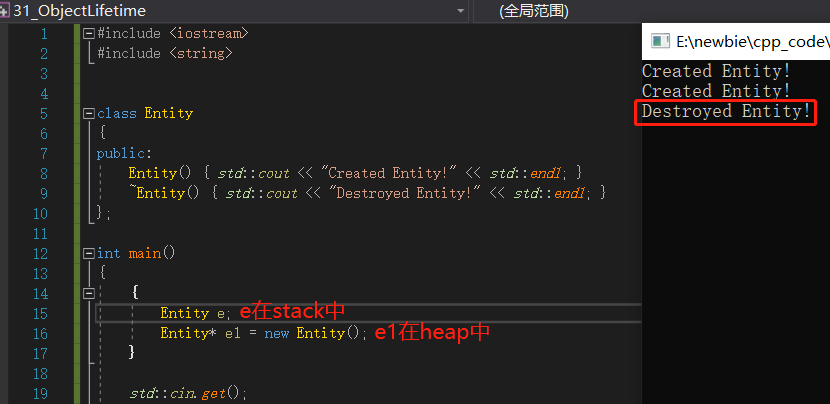 31_ObjectLifetime
(全局范围)
E:\newbie\cpp_code\
1 #include <iostream>
2 #include <string>
3
4
5 class Entity
6 {
7 public:
8 Entity() { std::cout << "Created Entity!" << std::endl; }
9 ~Entity() { std::cout << "Destroyed Entity!" << std::endl; }
10 };
11
12 int main()
13 {
14 {
15 Entity e; e在stack中
16 Entity* e1 = new Entity(); e1在heap中
17 }
18
19 std::cin.get();
Created Entity!
Created Entity!
Destroyed Entity!